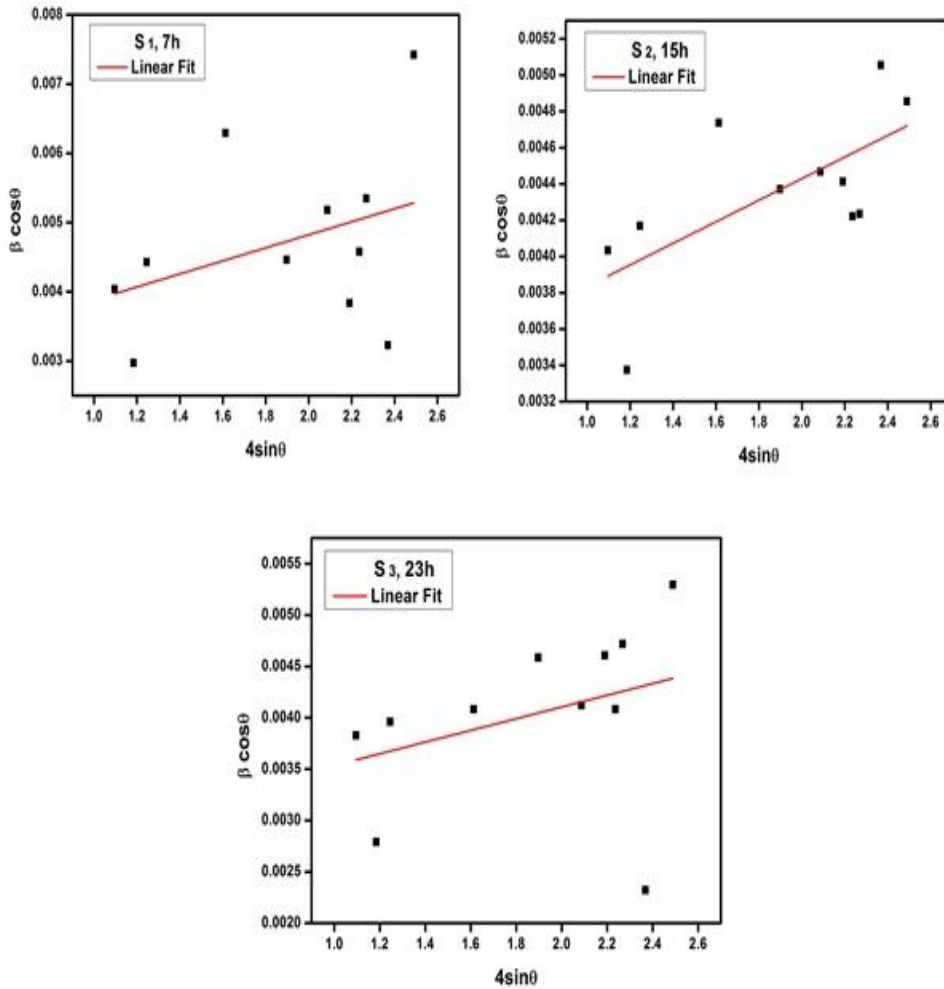 S 1, 7h
Linear Fit
β cosθ
0.008
0.007
0.006
0.005
0.004
0.003
1.0 1.2 1.4 1.6 1.8 2.0 2.2 2.4 2.6
4sinθ
S 2, 15h
Linear Fit
β cosθ
0.0052
0.0050
0.0048
0.0046
0.0044
0.0042
0.0040
0.0038
0.0036
0.0034
0.0032
1.0 1.2 1.4 1.6 1.8 2.0 2.2 2.4 2.6
4sinθ
S 3, 23h
Linear Fit
β cosθ
0.0055
0.0050
0.0045
0.0040
0.0035
0.0030
0.0025
0.0020
1.0 1.2 1.4 1.6 1.8 2.0 2.2 2.4 2.6
4sinθ